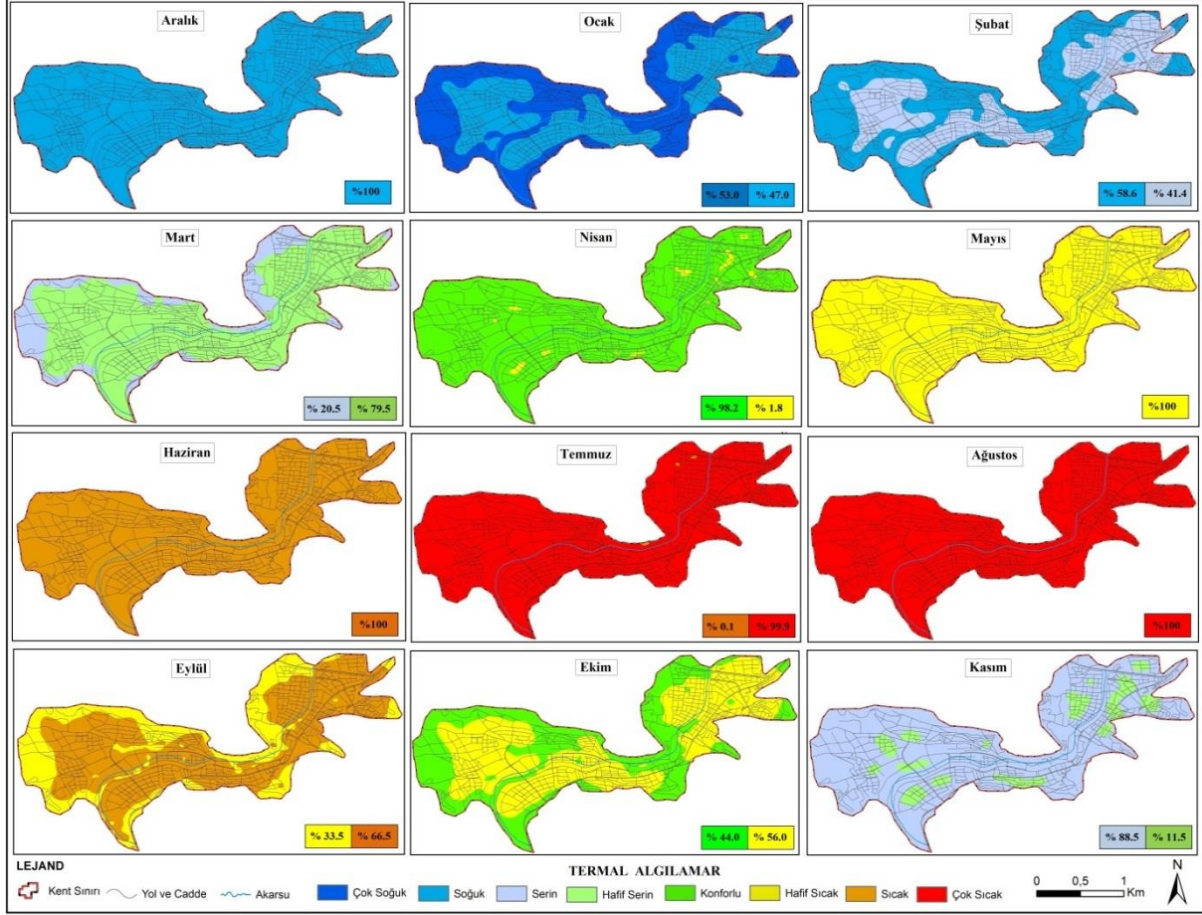 Aralık
%100
Ocak
% 53.0 % 47.0
Şubat
% 58.6 % 41.4
Mart
% 20.5 % 79.5
Nisan
% 98.2 % 1.8
Mayıs
%100
Haziran
%100
Temmuz
% 0.1 % 99.9
Ağustos
%100
Eylül
% 33.5 % 66.5
Ekim
% 44.0 % 56.0
Kasım
% 88.5 % 11.5
LEJAND
TERMAL ALGILAMAR
Kent Sınırı Yol ve Cadde Akarsu Çok Soğuk Soğuk Serin Hafif Serin Konforlu Hafif Sıcak Sıcak Çok Sıcak
0 0,5 1
Km
N